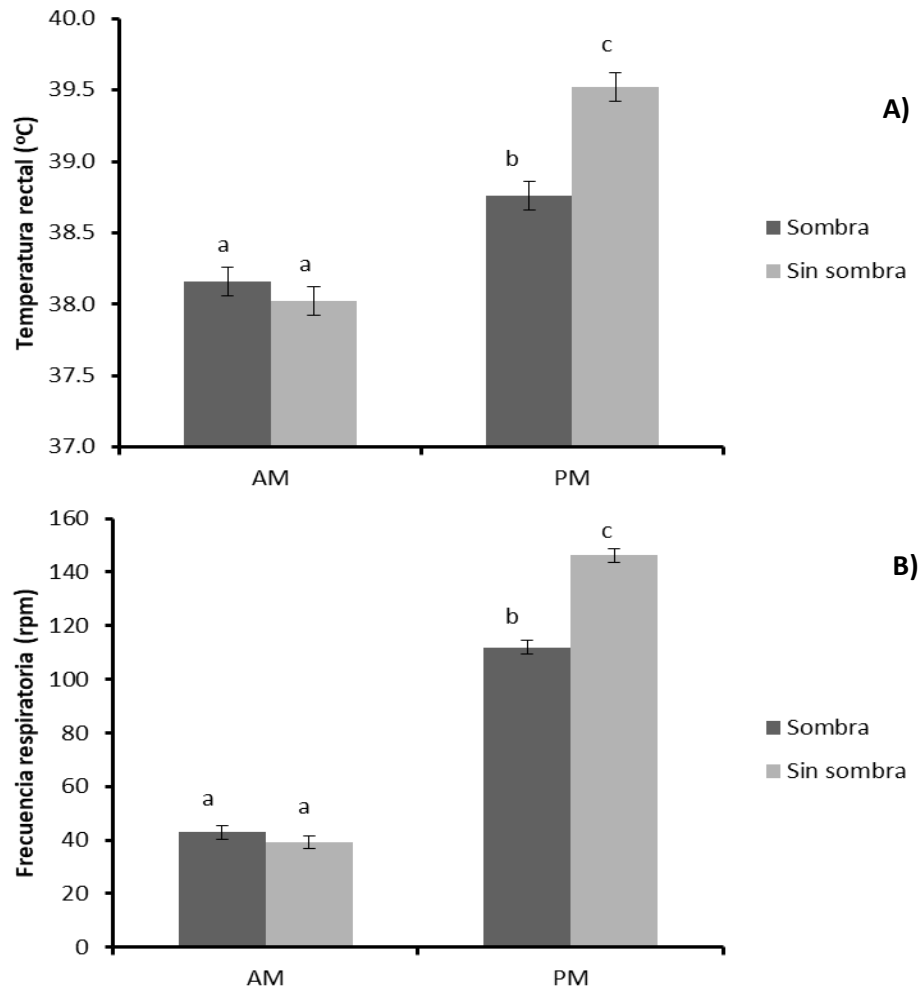 40.0
39.5
39.0
38.5
38.0
37.5
37.0
Temperatura rectal (ºC)
a
a
b
c
AM
PM
A)
Sombra
Sin sombra
160
140
120
100
80
60
40
20
0
Frecuencia respiratoria (rpm)
a
a
b
c
AM
PM
B)
Sombra
Sin sombra